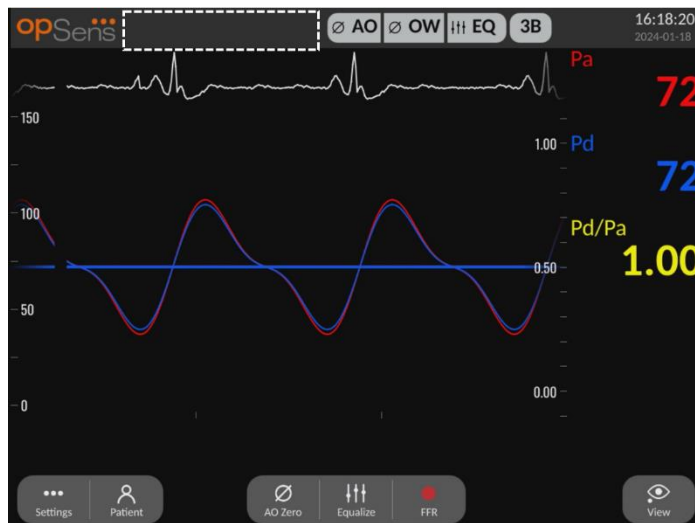 opSens
Ø AO Ø OW EQ 3B
16:18:20
2024-01-18
Pa
72
150
1.00
Pd
72
100
Pd/Pa
1.00
0.50
50
0.00
0
Settings Patient AO Zero Equalize FFR View